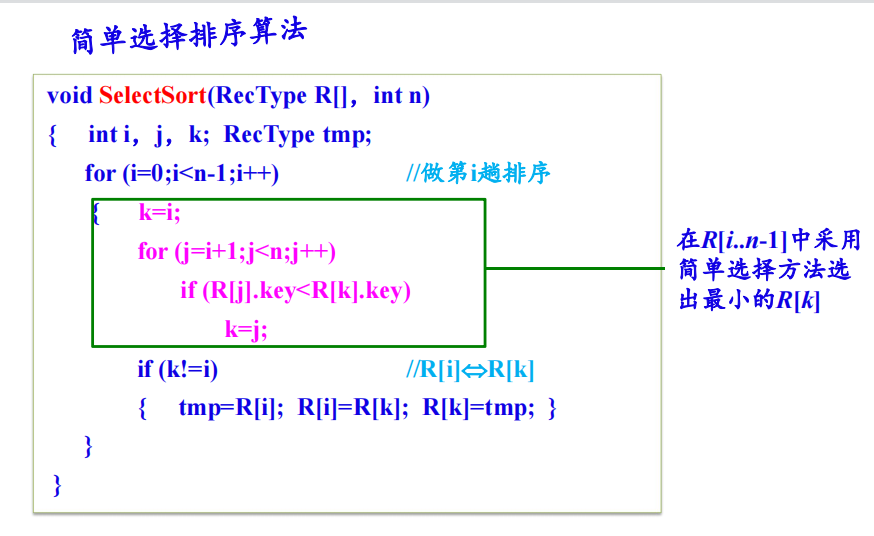 简单选择排序算法
void SelectSort(RecType R[]，int n)
{ int i，j，k; RecType tmp;
for (i=0;i<n-1;i++) //做第i趟排序
{ k=i;
for (j=i+1;j<n;j++)
if (R[j].key<R[k].key)
k=j;
if (k!=i) //R[i]⇔R[k]
{ tmp=R[i]; R[i]=R[k]; R[k]=tmp; }
}
}
在R[i..n-1]中采用
简单选择方法选
出最小的R[k]